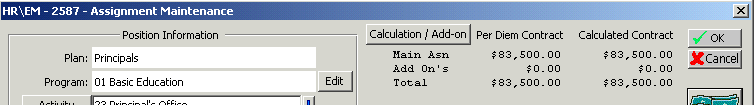 HR\EM - 2587 - Assignment Maintenance
Position Information
Plan: Principals
Program: 01 Basic Education Edit
Activity 23 Principal's Office
Calculation / Add-on Per Diem Contract Calculated Contract
Main Asn $83,500.00 $83,500.00
Add On's $0.00 $0.00
Total $83,500.00 $83,500.00
OK
Cancel